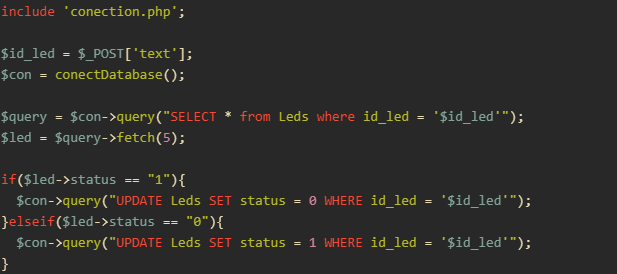 include 'conection.php';
$id_led = $_POST['text'];
$con = conectDatabase();
$query = $con->query("SELECT * from Leds where id_led = '$id_led'");
$led = $query->fetch(5);
if($led->status == "1"){
$con->query("UPDATE Leds SET status = 0 WHERE id_led = '$id_led'");
}elseif($led->status == "0"){
$con->query("UPDATE Leds SET status = 1 WHERE id_led = '$id_led'");
}